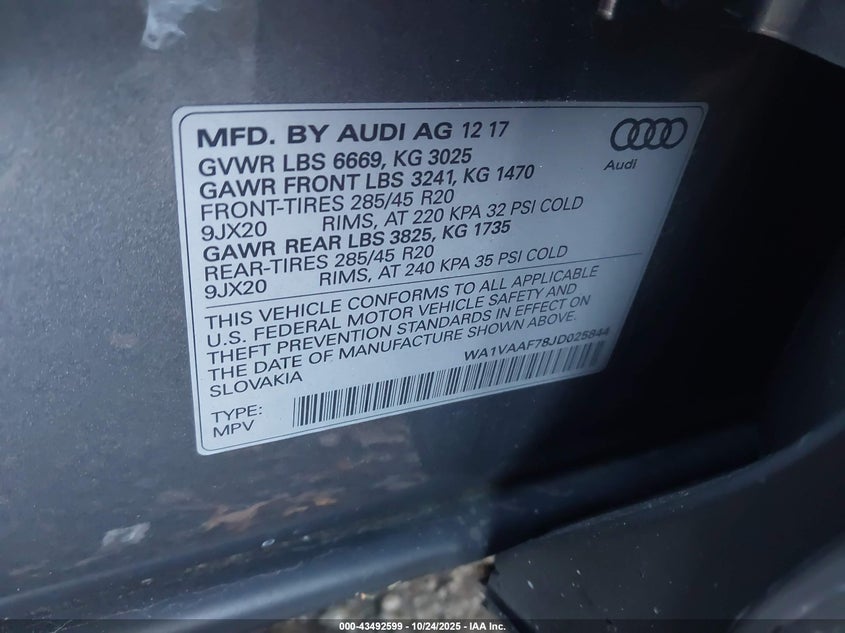 MFD. BY AUDI AG 12 17
Audi
GVWR LBS 6669, KG 3025
GAWR FRONT LBS 3241, KG 1470
FRONT-TIRES 285/45 R20
9JX20 RIMS, AT 220 KPA 32 PSI COLD
GAWR REAR LBS 3825, KG 1735
REAR-TIRES 285/45 R20
9JX20 RIMS, AT 240 KPA 35 PSI COLD
THIS VEHICLE CONFORMS TO ALL APPLICABLE
U.S. FEDERAL MOTOR VEHICLE SAFETY AND
THEFT PREVENTION STANDARDS IN EFFECT ON
THE DATE OF MANUFACTURE SHOWN ABOVE.
SLOVAKIA
WA1VAAF78JD025844
TYPE:
MPV
000-43492599 - 10/24/2025 - IAA Inc.